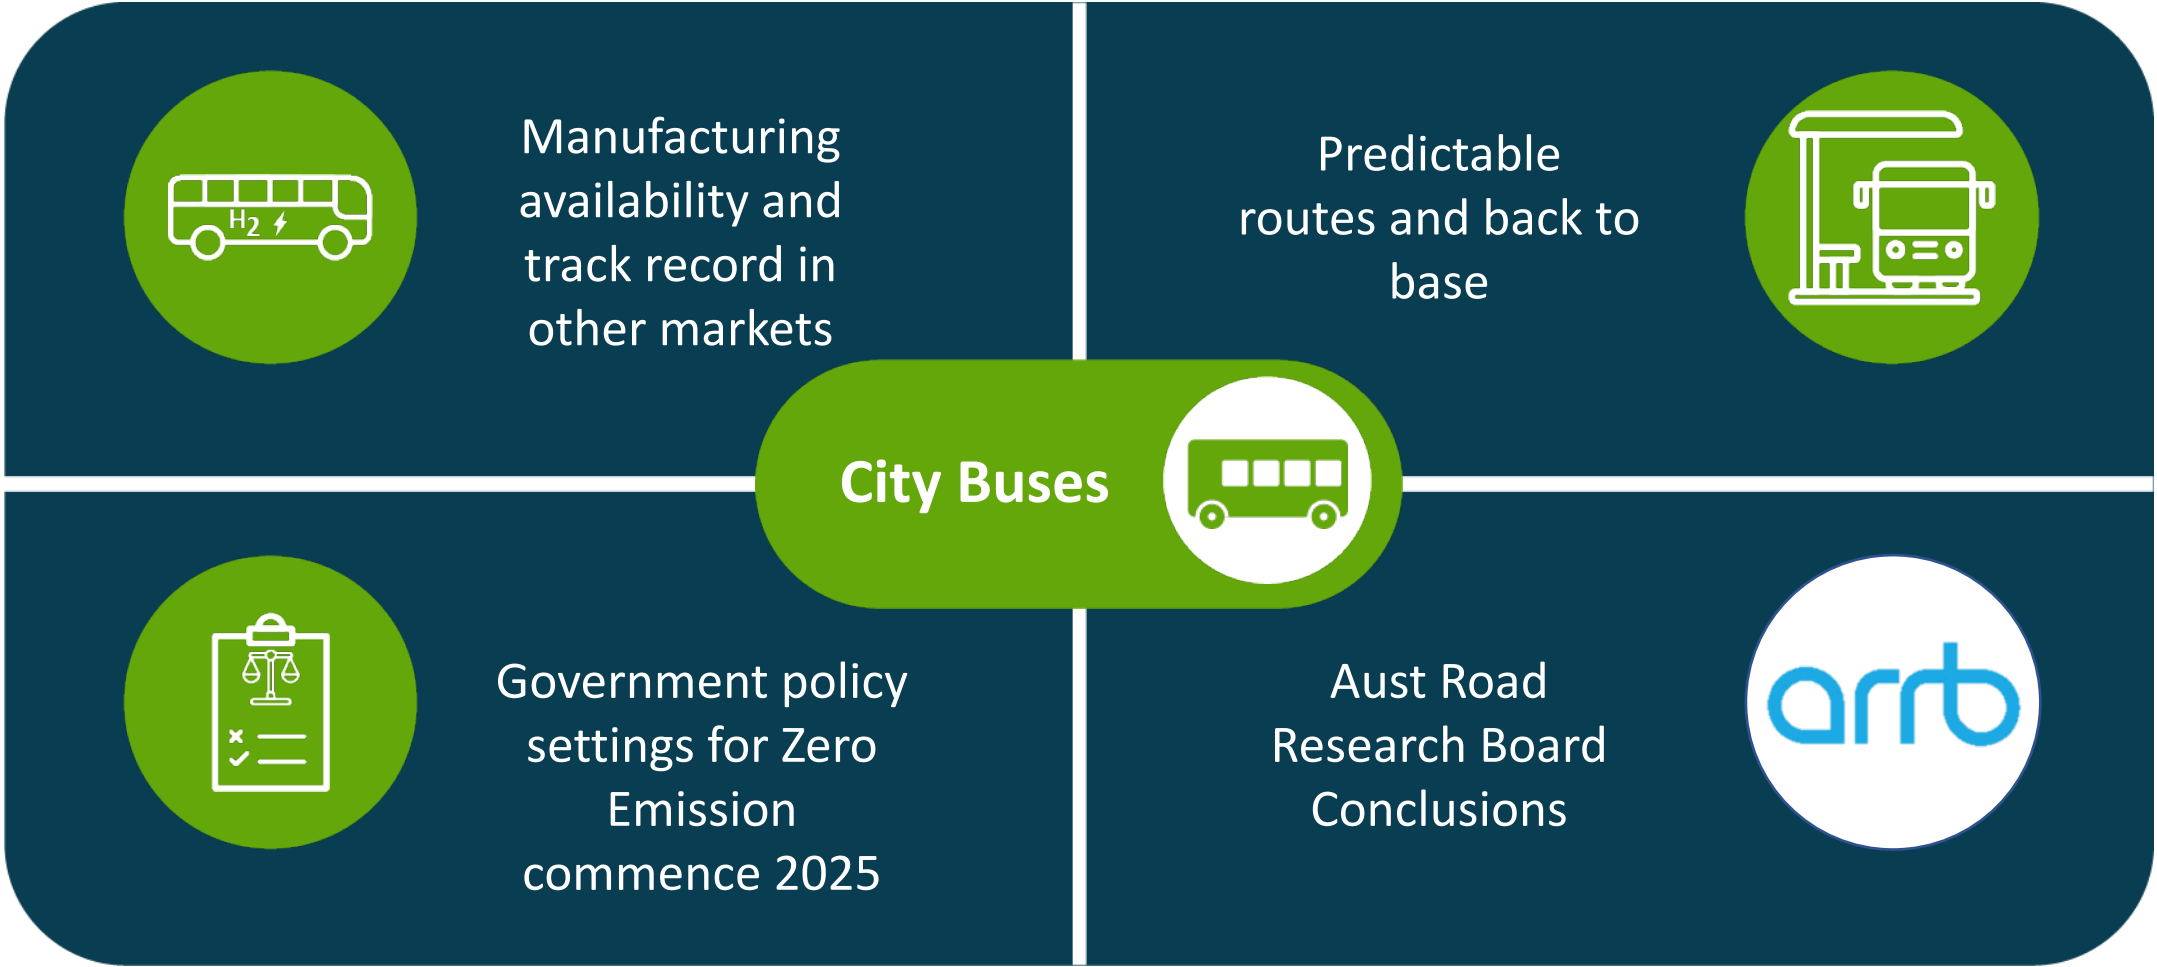 Manufacturing
availability and
track record in
other markets
H2
Predictable
routes and back to
base
City Buses
Government policy
settings for Zero
Emission
commence 2025
Aust Road
Research Board
Conclusions
arrb